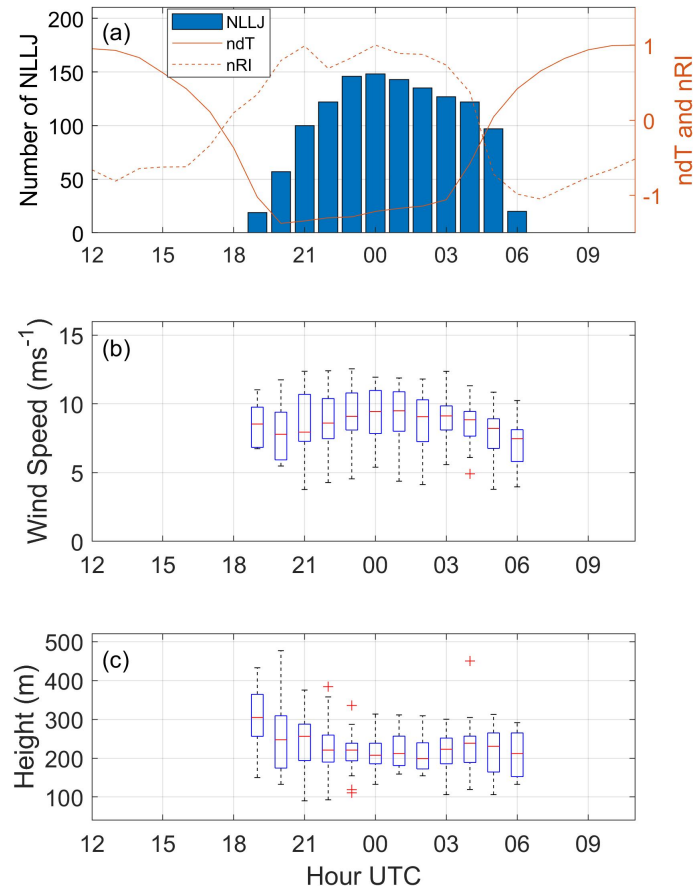 (a)
NLLJ
ndT
nRI
Number of NLLJ
200
150
100
50
0
12 15 18 21 00 03 06 09
1
0
-1
ndT and nRI
(b)
Wind Speed (ms⁻¹)
15
10
5
0
12 15 18 21 00 03 06 09
(c)
Height (m)
500
400
300
200
100
12 15 18 21 00 03 06 09
Hour UTC